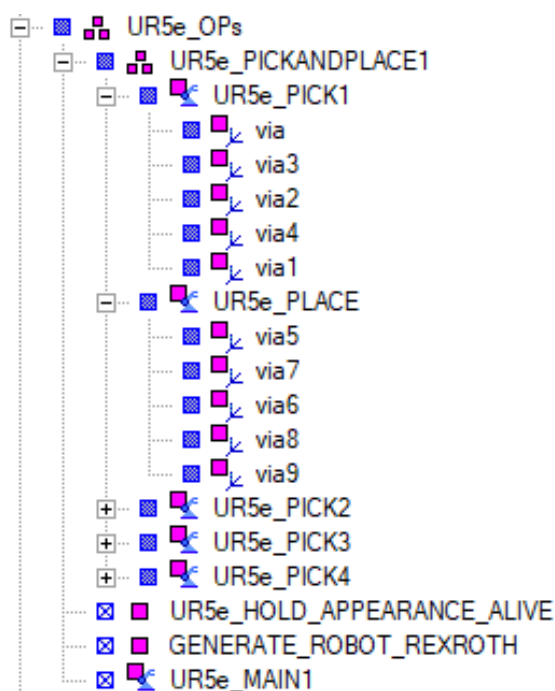 UR5e_OPs
UR5e_PICKANDPLACE1
UR5e_PICK1
via
via3
via2
via4
via1
UR5e_PLACE
via5
via7
via6
via8
via9
UR5e_PICK2
UR5e_PICK3
UR5e_PICK4
UR5e_HOLD_APPEARANCE_ALIVE
GENERATE_ROBOT_REXROTH
UR5e_MAIN1